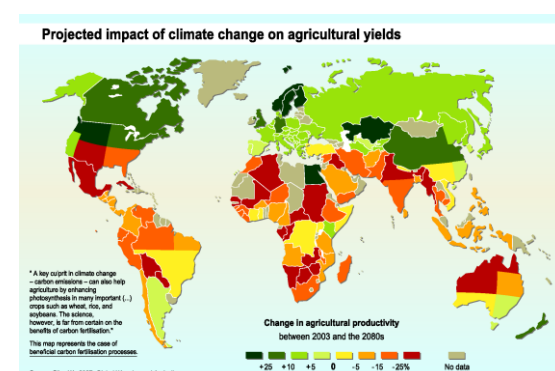 Projected impact of climate change on agricultural yields
" A key culprit in climate change
– carbon emissions – can also help
agriculture by enhancing
photosynthesis in many important (...)
crops such as wheat, rice, and
soybeans. The science,
however, is far from certain on the
benefits of carbon fertilisation."
This map represents the case of
beneficial carbon fertilisation processes.
Change in agricultural productivity
between 2003 and the 2080s
+25 +10 +5 0 -5 -15 -25% No data